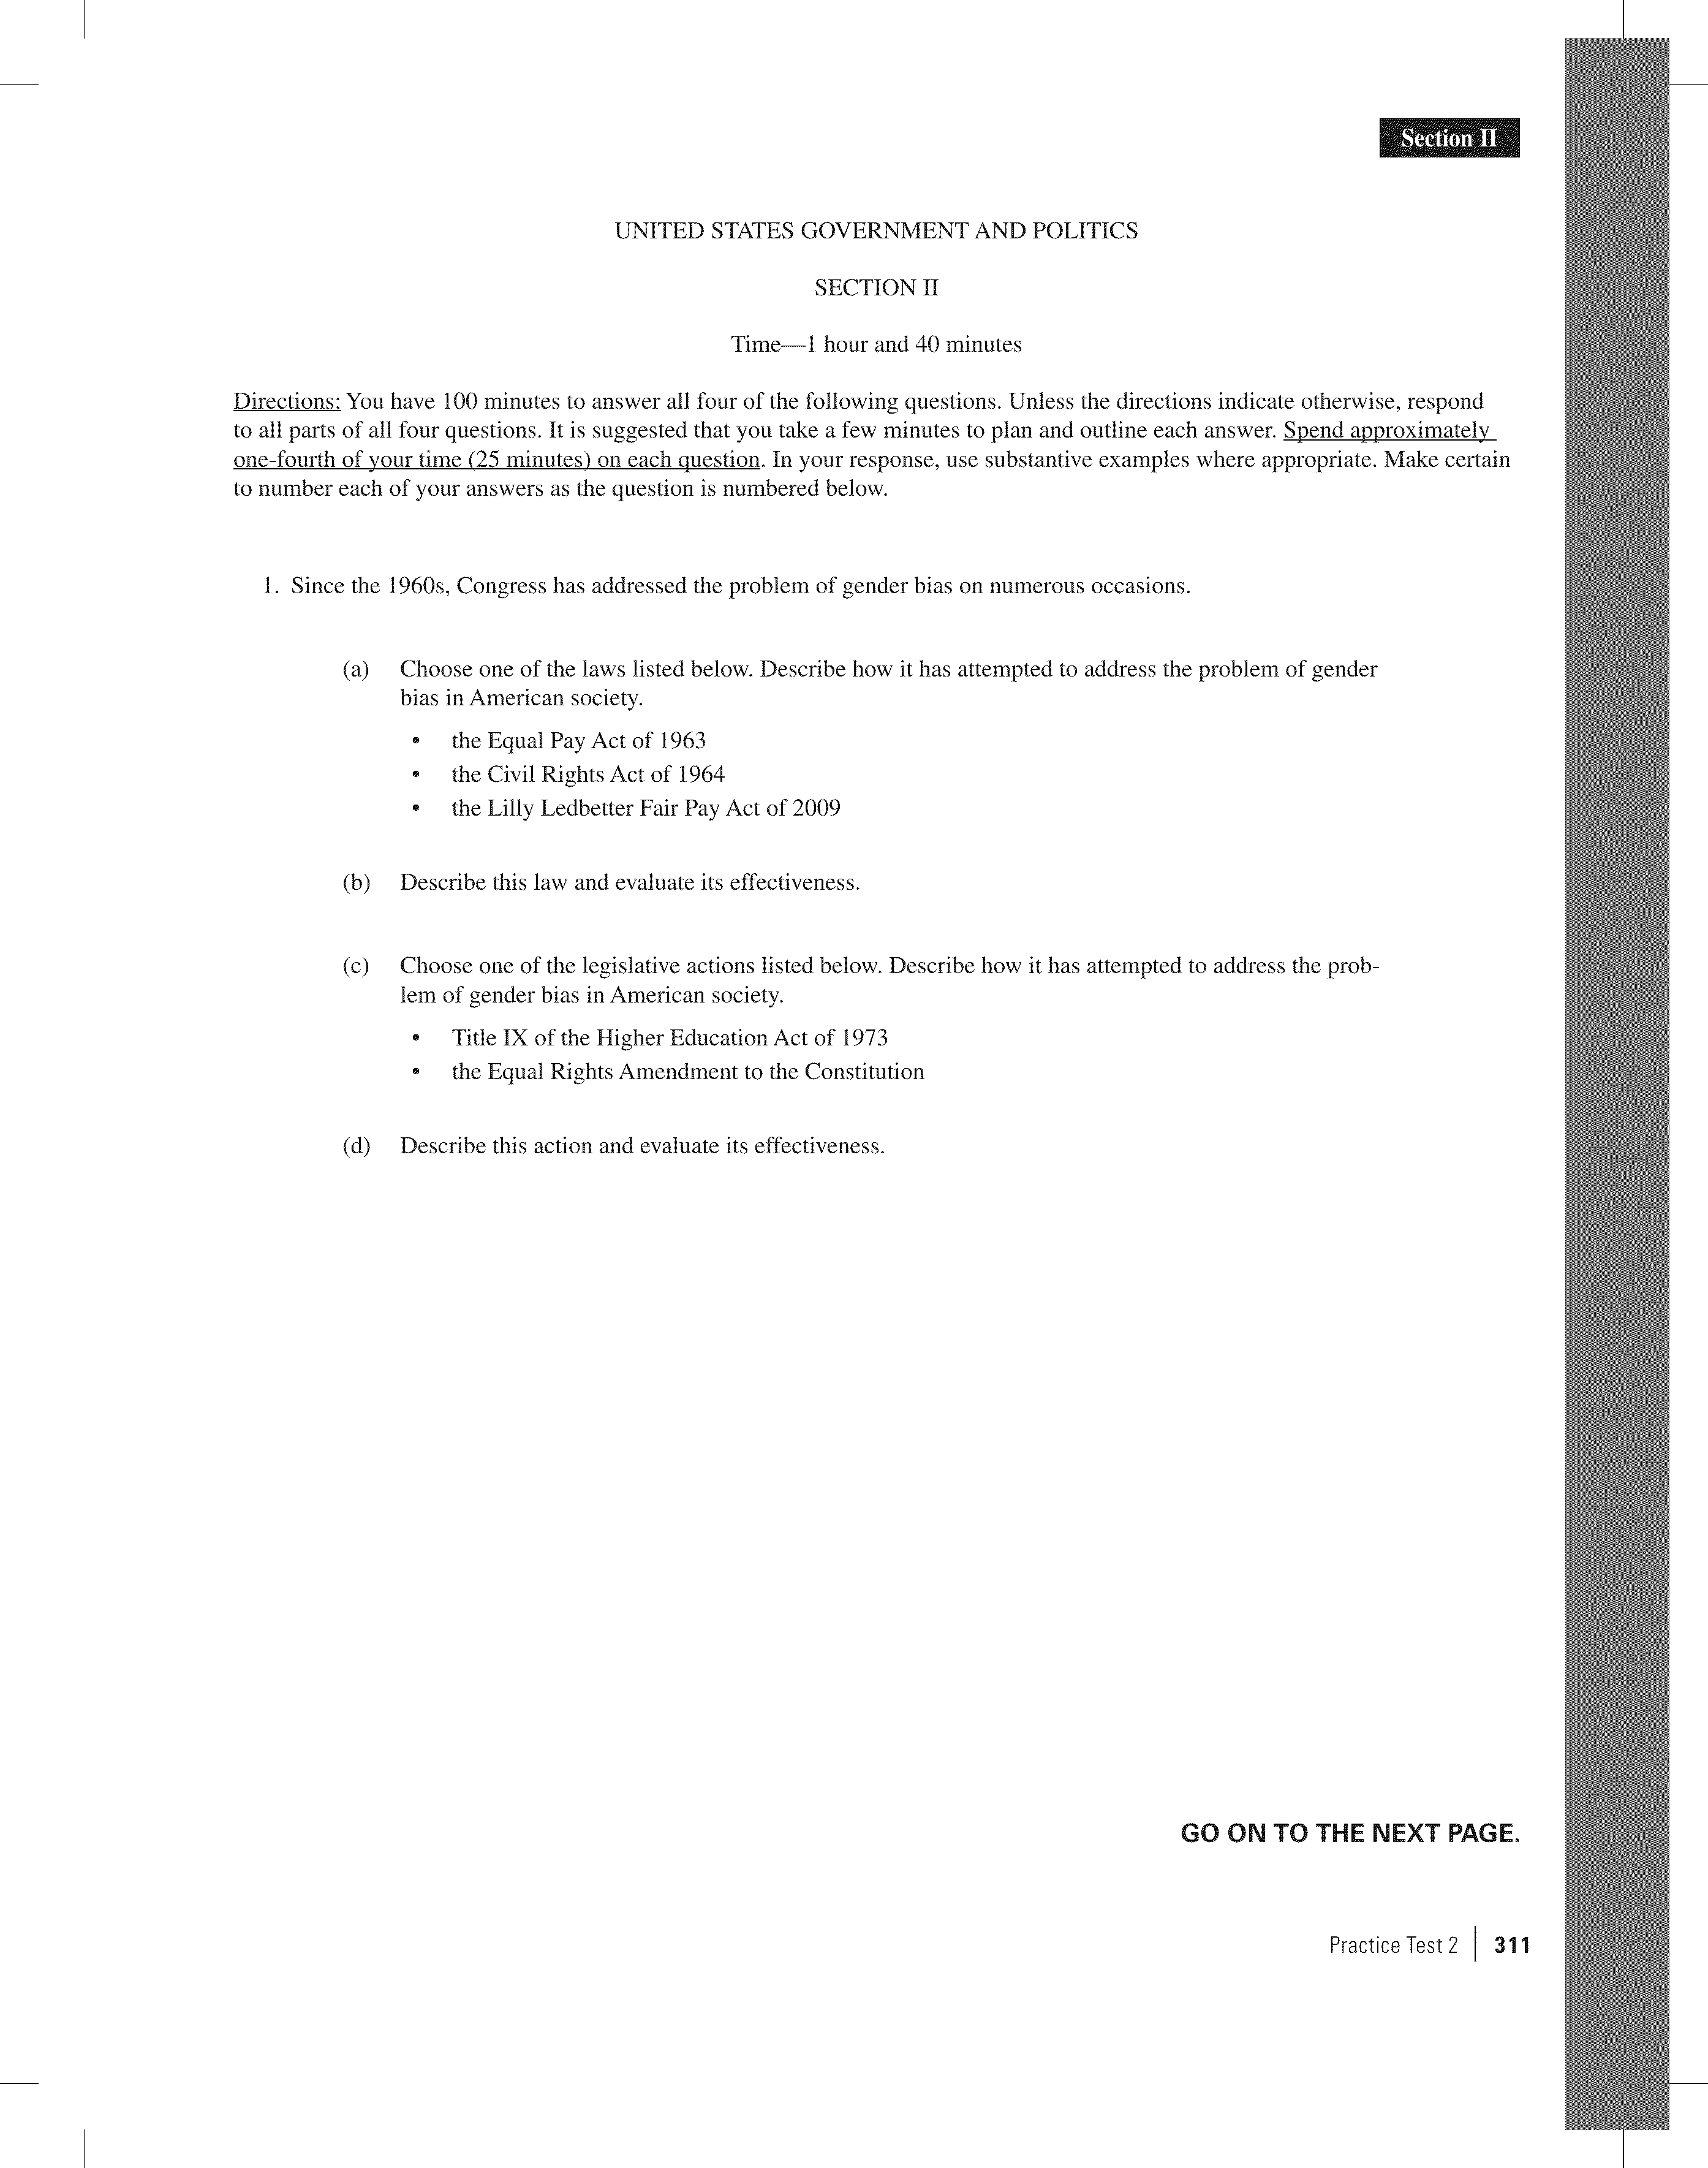 Section II
UNITED STATES GOVERNMENT AND POLITICS
SECTION II
Time—1 hour and 40 minutes
Directions: You have 100 minutes to answer all four of the following questions. Unless the directions indicate otherwise, respond
to all parts of all four questions. It is suggested that you take a few minutes to plan and outline each answer. Spend approximately
one-fourth of your time (25 minutes) on each question. In your response, use substantive examples where appropriate. Make certain
to number each of your answers as the question is numbered below.
1. Since the 1960s, Congress has addressed the problem of gender bias on numerous occasions.
(a) Choose one of the laws listed below. Describe how it has attempted to address the problem of gender
bias in American society.
• the Equal Pay Act of 1963
• the Civil Rights Act of 1964
• the Lilly Ledbetter Fair Pay Act of 2009
(b) Describe this law and evaluate its effectiveness.
(c) Choose one of the legislative actions listed below. Describe how it has attempted to address the prob-
lem of gender bias in American society.
• Title IX of the Higher Education Act of 1973
• the Equal Rights Amendment to the Constitution
(d) Describe this action and evaluate its effectiveness.
GO ON TO THE NEXT PAGE.
Practice Test 2 | 311